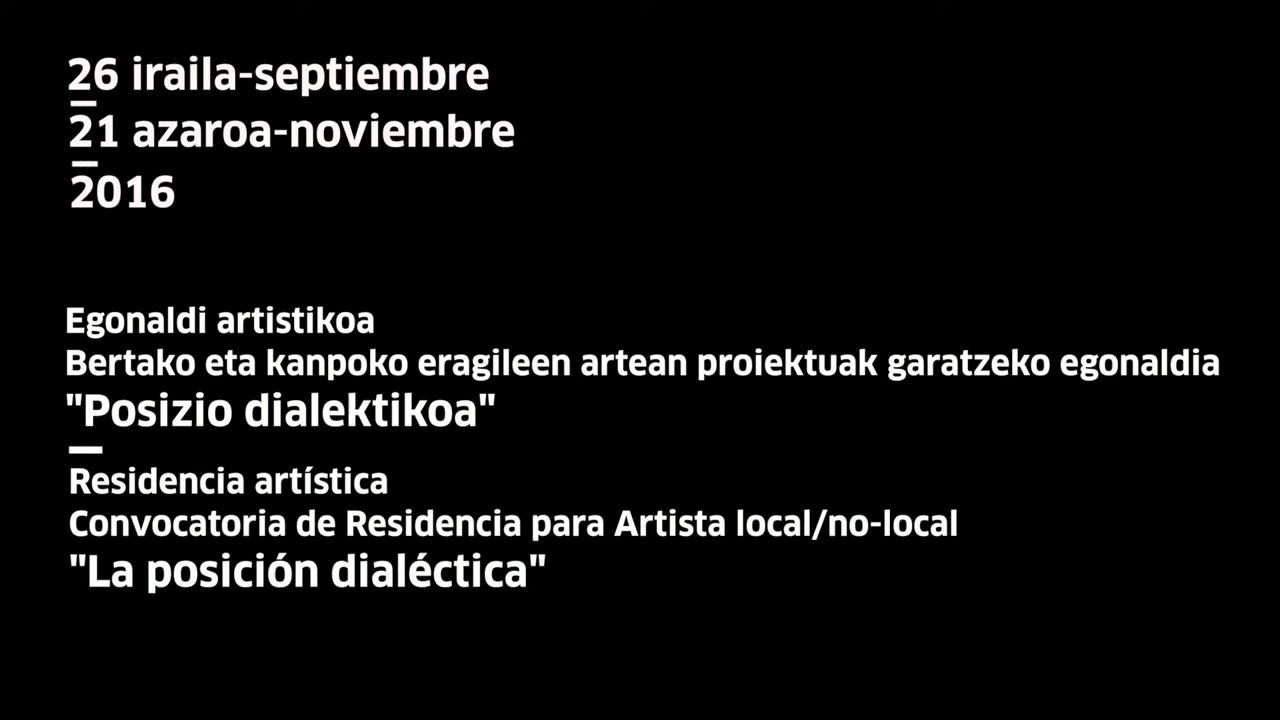 26 iraila-septiembre
21 azaroa-noviembre
2016
Egonaldi artistikoa
Bertako eta kanpoko eragileen artean proiektuak garatzeko egonaldia
"Posizio dialektikoa"
Residencia artística
Convocatoria de Residencia para Artista local/no-local
"La posición dialéctica"